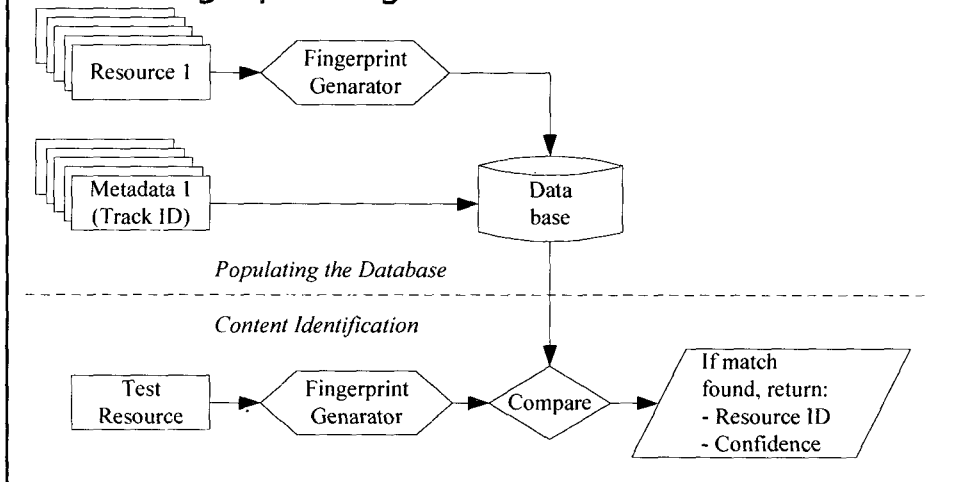 Resource 1
Fingerprint
Genarator
Metadata 1
(Track ID)
Data
base
Populating the Database
Content Identification
Test
Resource
Fingerprint
Genarator
Compare
If match
found, return:
- Resource ID
- Confidence